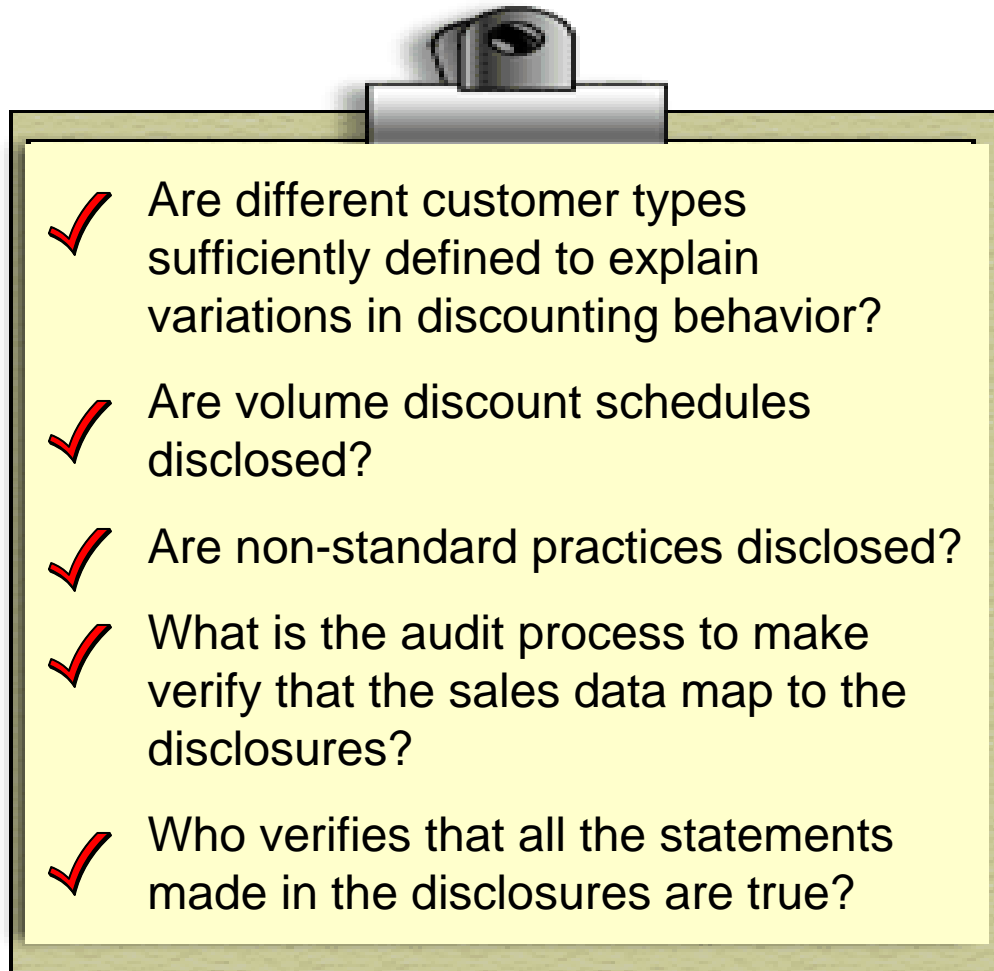 Are different customer types
sufficiently defined to explain
variations in discounting behavior?
Are volume discount schedules
disclosed?
Are non-standard practices disclosed?
What is the audit process to make
verify that the sales data map to the
disclosures?
Who verifies that all the statements
made in the disclosures are true?